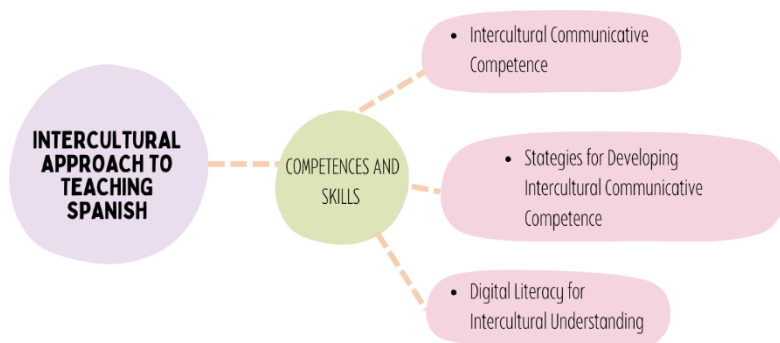 INTERCULTURAL
APPROACH TO
TEACHING
SPANISH
COMPETENCES AND
SKILLS
• Intercultural Communicative
Competence
• Stategies for Developing
Intercultural Communicative
Competence
• Digital Literacy for
Intercultural Understanding